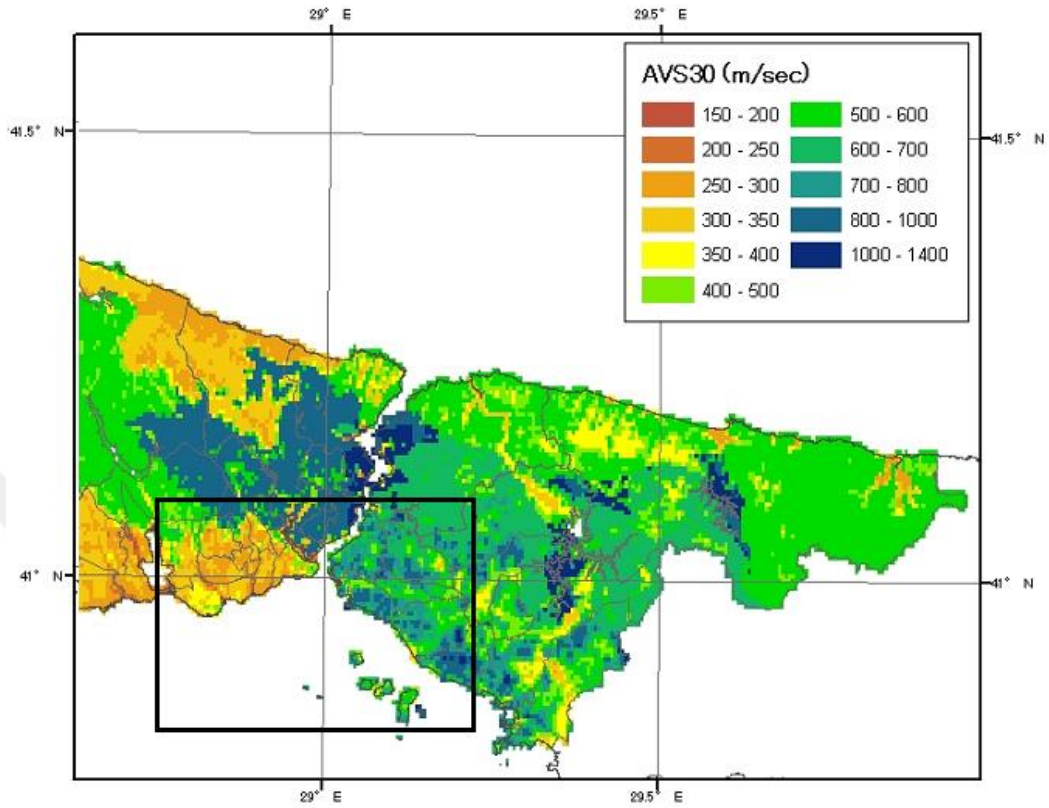 29° E 29.5° E
AVS30 (m/sec)
150 - 200 500 - 600
200 - 250 600 - 700
250 - 300 700 - 800
300 - 350 800 - 1000
350 - 400 1000 - 1400
400 - 500
41.5° N 41.5° N
41° N 41° N
29° E 29.5° E